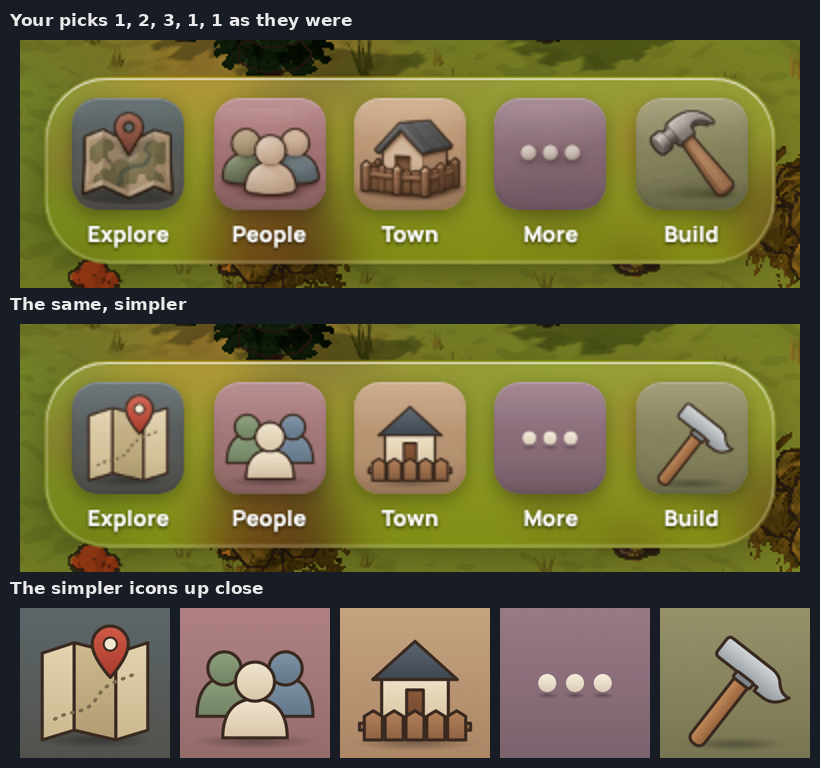 Your picks 1, 2, 3, 1, 1 as they were
Explore People Town More Build
The same, simpler
Explore People Town More Build
The simpler icons up close